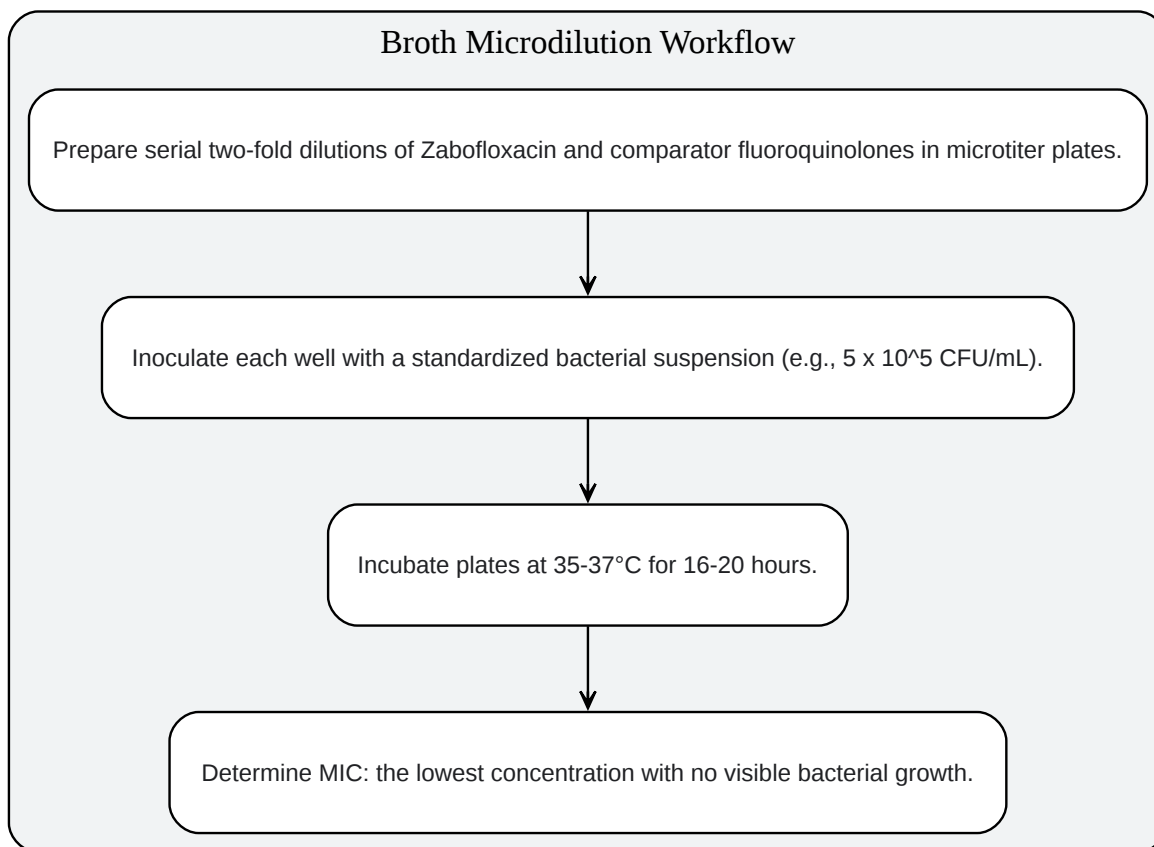 Broth Microdilution Workflow
Prepare serial two-fold dilutions of Zabofloxacin and comparator fluoroquinolones in microtiter plates.
Inoculate each well with a standardized bacterial suspension (e.g., 5 x 10^5 CFU/mL).
Incubate plates at 35-37°C for 16-20 hours.
Determine MIC: the lowest concentration with no visible bacterial growth.